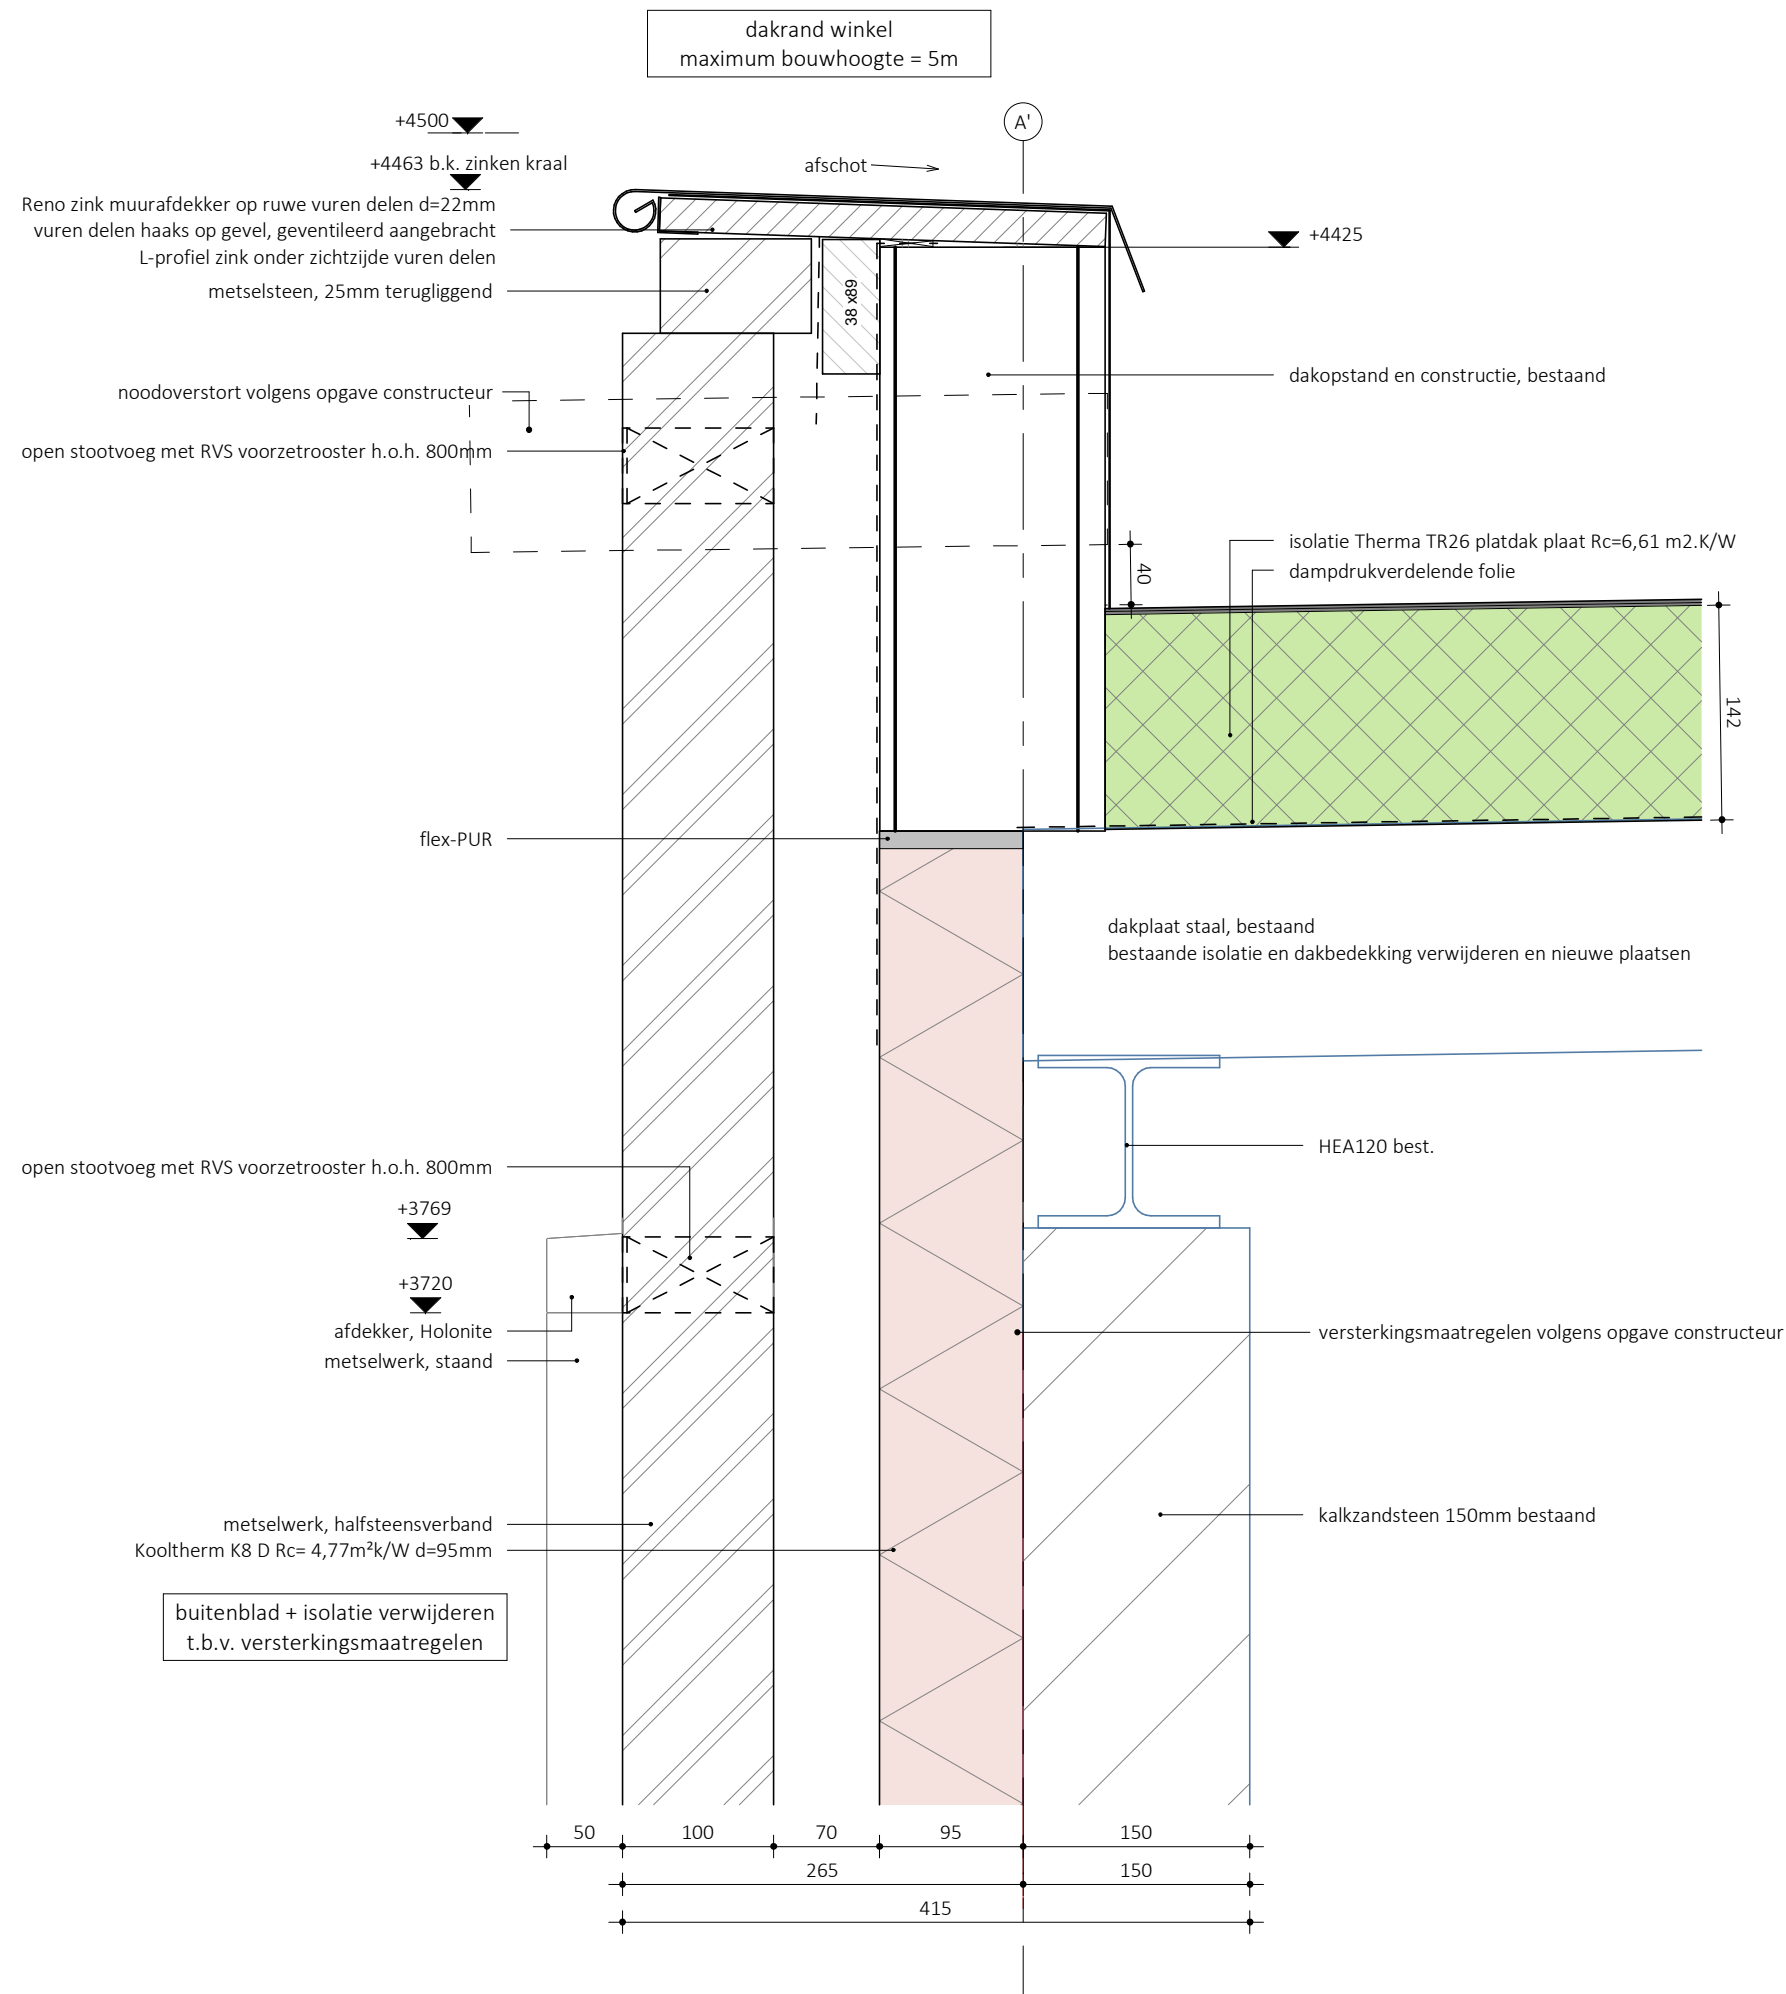 dakrand winkel
maximum bouwhoogte = 5m
+4500
A'
+4463 b.k. zinken kraal
afschot
Reno zink muurafdekker op ruwe vuren delen d=22mm
vuren delen haaks op gevel, geventileerd aangebracht
L-profiel zink onder zichtzijde vuren delen
+4425
metselsteen, 25mm terugliggend
38 x89
dakopstand en constructie, bestaand
noodoverstort volgens opgave constructeur
open stootvoeg met RVS voorzetrooster h.o.h. 800mm
isolatie Therma TR26 platdak plaat Rc=6,61 m2.K/W
dampdrukverdelende folie
40
142
flex-PUR
dakplaat staal, bestaand
bestaande isolatie en dakbedekking verwijderen en nieuwe plaatsen
HEA120 best.
open stootvoeg met RVS voorzetrooster h.o.h. 800mm
+3769
+3720
afdekker, Holonite
metselwerk, staand
versterkingsmaatregelen volgens opgave constructeur
kalkzandsteen 150mm bestaand
metselwerk, halfsteensverband
Kooltherm K8 D Rc= 4,77m²k/W d=95mm
buitenblad + isolatie verwijderen
t.b.v. versterkingsmaatregelen
50 100 70 95 150
265 150
415